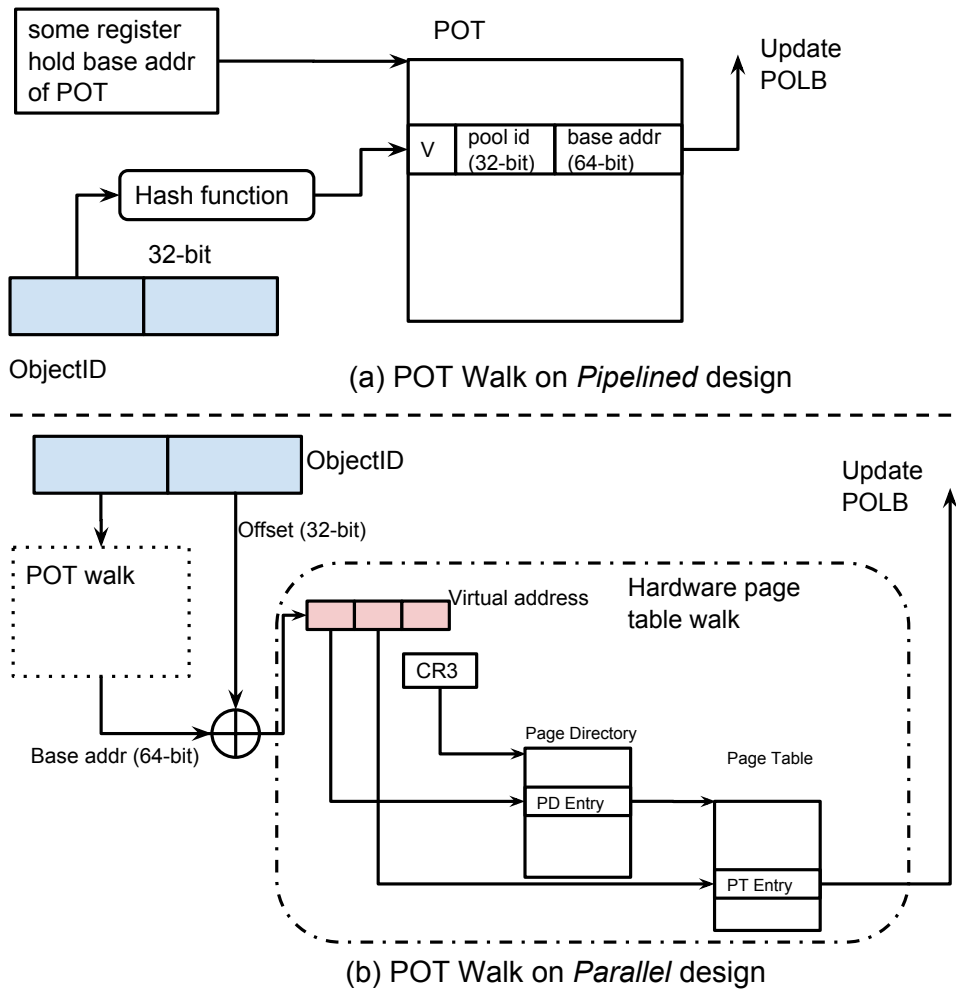 some register
hold base addr
of POT
POT
Update
POLB
V
pool id
(32-bit)
base addr
(64-bit)
Hash function
32-bit
ObjectID
(a) POT Walk on Pipelined design
ObjectID
Update
POLB
Offset (32-bit)
POT walk
Hardware page
table walk
Virtual address
CR3
Base addr (64-bit)
Page Directory
Page Table
PD Entry
PT Entry
(b) POT Walk on Parallel design